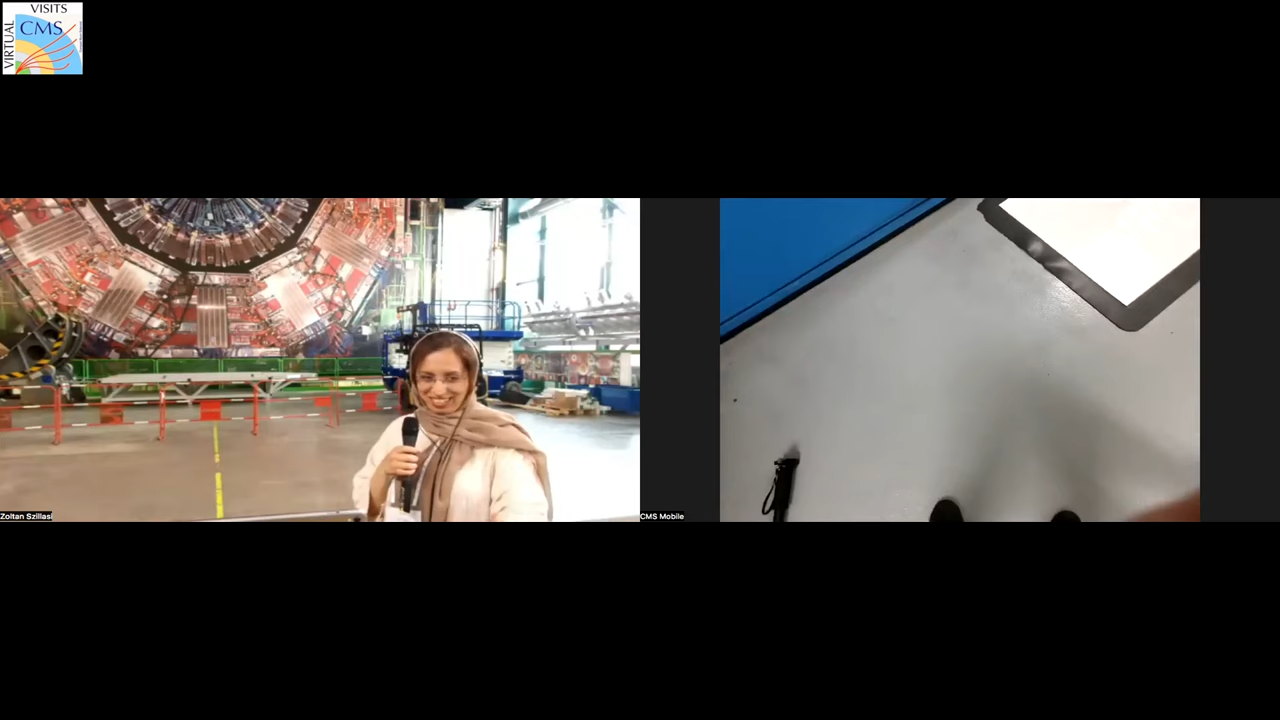 VISITS
CMS
VIRTUAL
Zoltan Szillasi
CMS Mobile